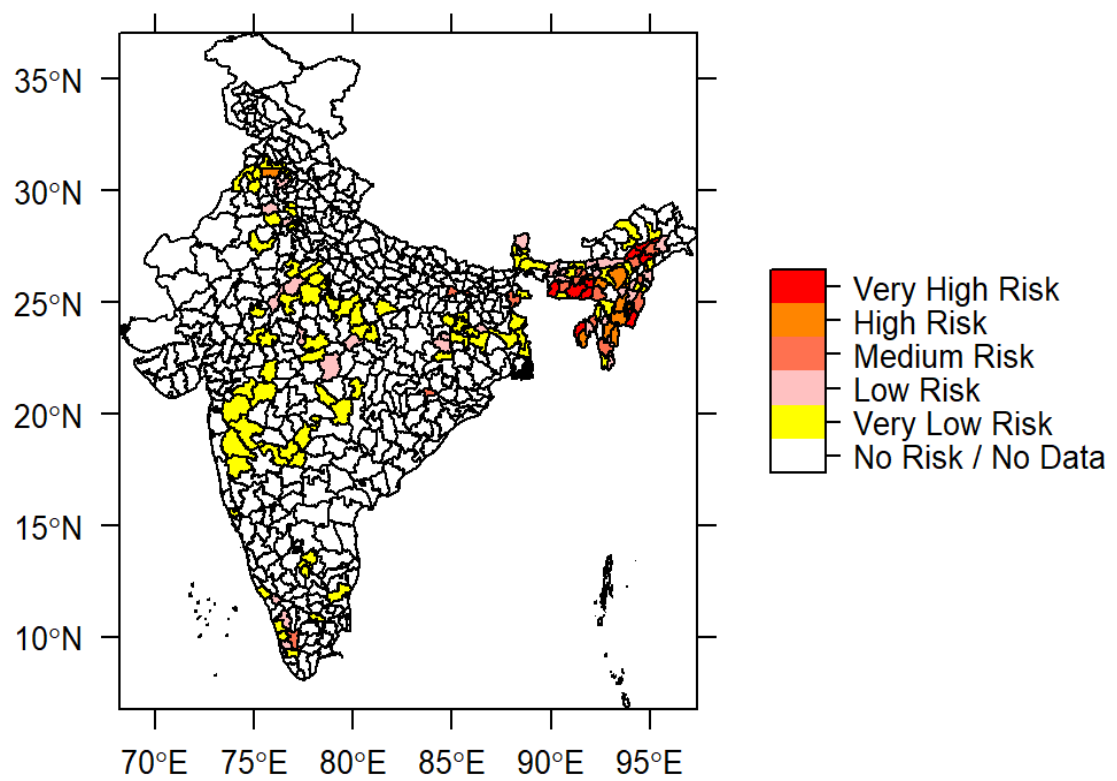 35°N
30°N
25°N
20°N
15°N
10°N
70°E 75°E 80°E 85°E 90°E 95°E
Very High Risk
High Risk
Medium Risk
Low Risk
Very Low Risk
No Risk / No Data